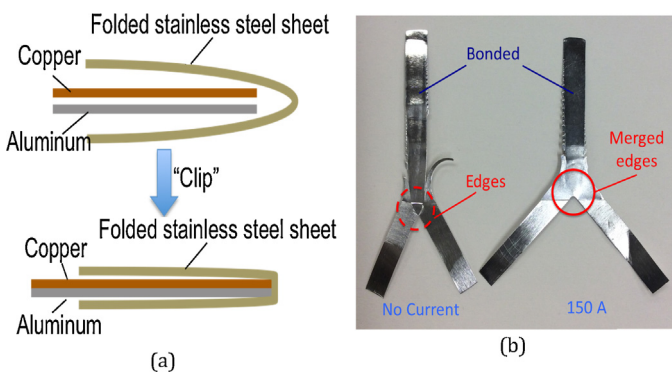 Folded stainless steel sheet
Copper
Aluminum
“Clip”
Folded stainless steel sheet
Copper
Aluminum
(a)
Bonded
Merged
edges
Edges
No Current
150 A
(b)